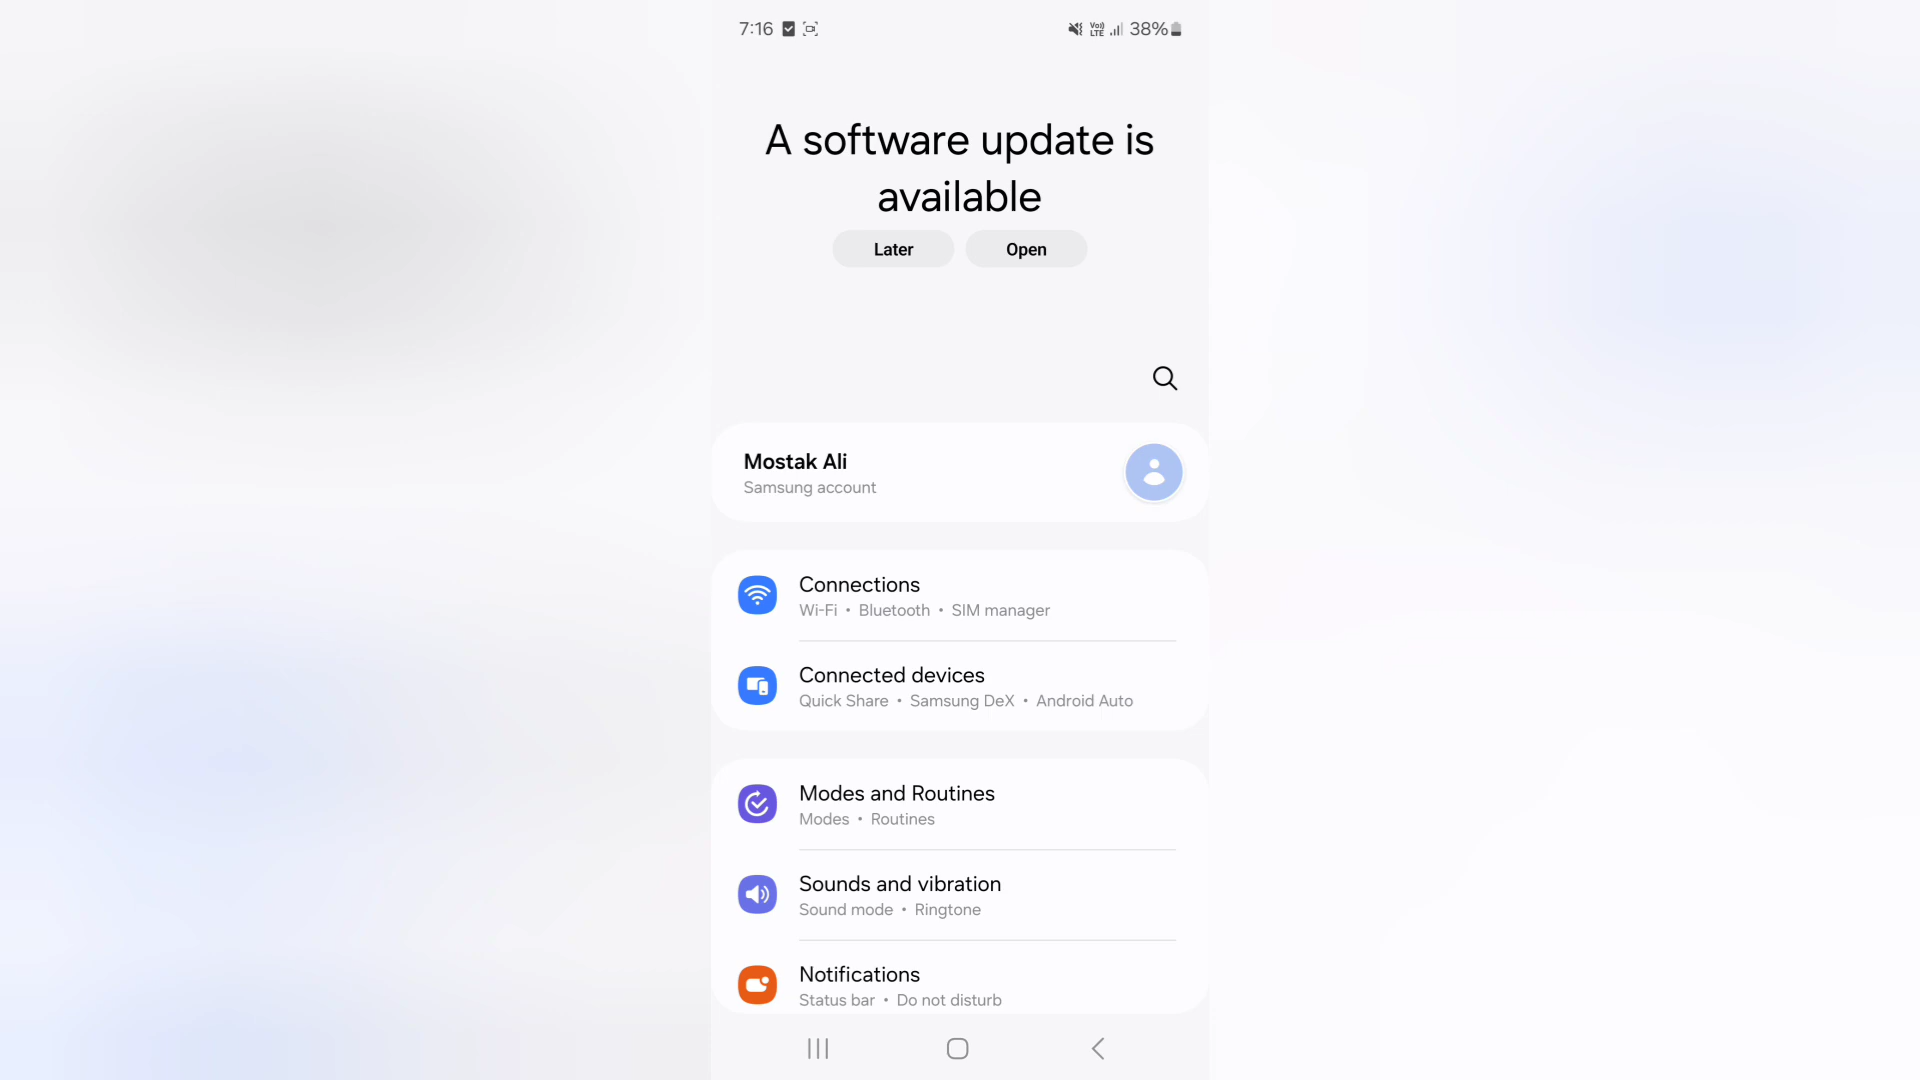 7:16
Vo)) LTE 38%
A software update is
available
Later Open
Mostak Ali
Samsung account
Connections
Wi-Fi • Bluetooth • SIM manager
Connected devices
Quick Share • Samsung DeX • Android Auto
Modes and Routines
Modes • Routines
Sounds and vibration
Sound mode • Ringtone
Notifications
Status bar • Do not disturb